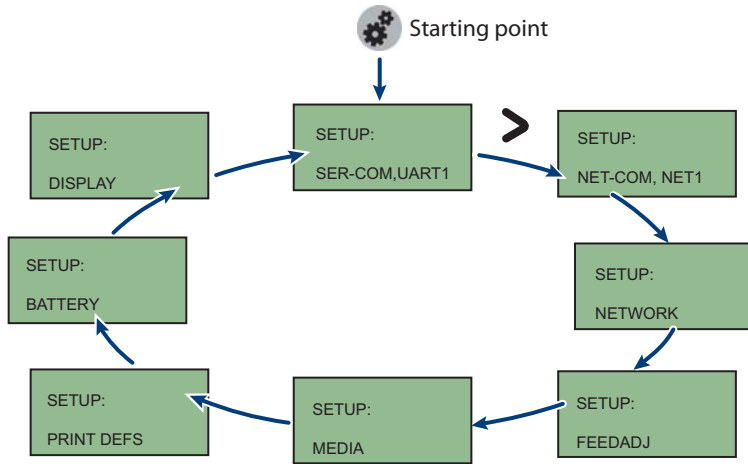 Starting point
SETUP:
SER-COM,UART1
>
SETUP:
NET-COM, NET1
SETUP:
NETWORK
SETUP:
FEEDADJ
SETUP:
MEDIA
SETUP:
PRINT DEFS
SETUP:
BATTERY
SETUP:
DISPLAY